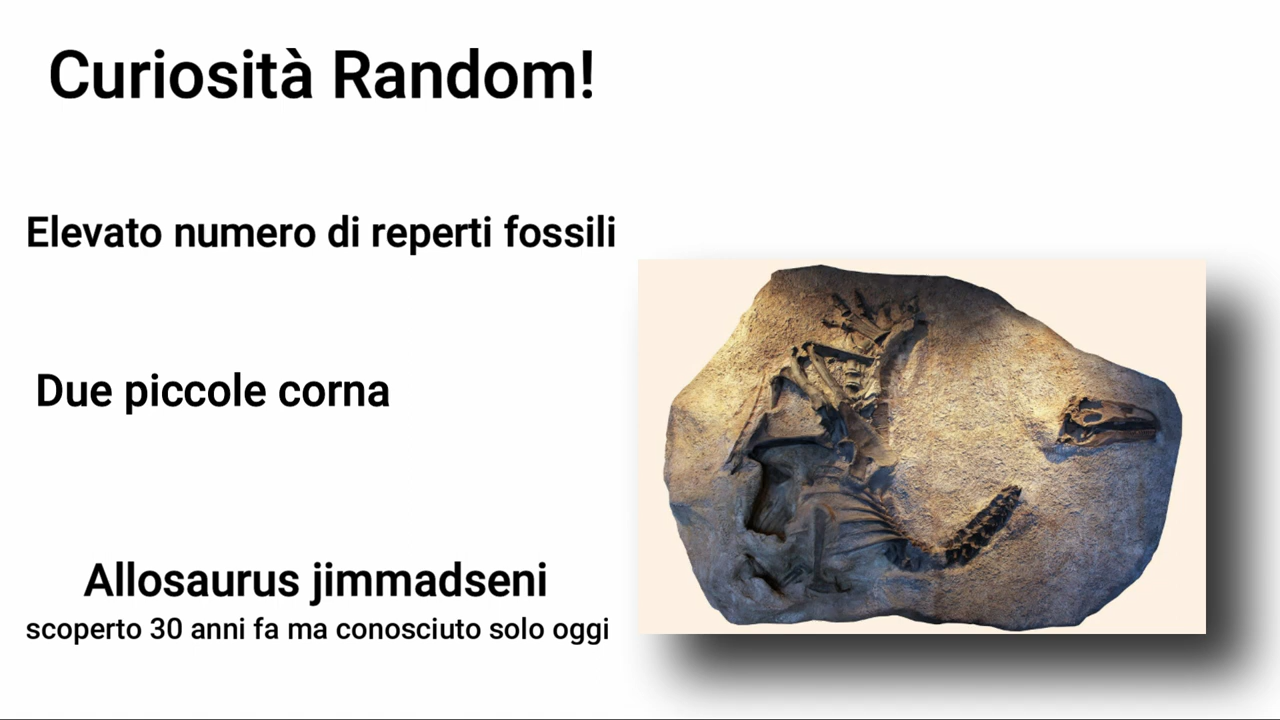 Curiosità Random!
Elevato numero di reperti fossili
Due piccole corna
Allosaurus jimmadseni
scoperto 30 anni fa ma conosciuto solo oggi